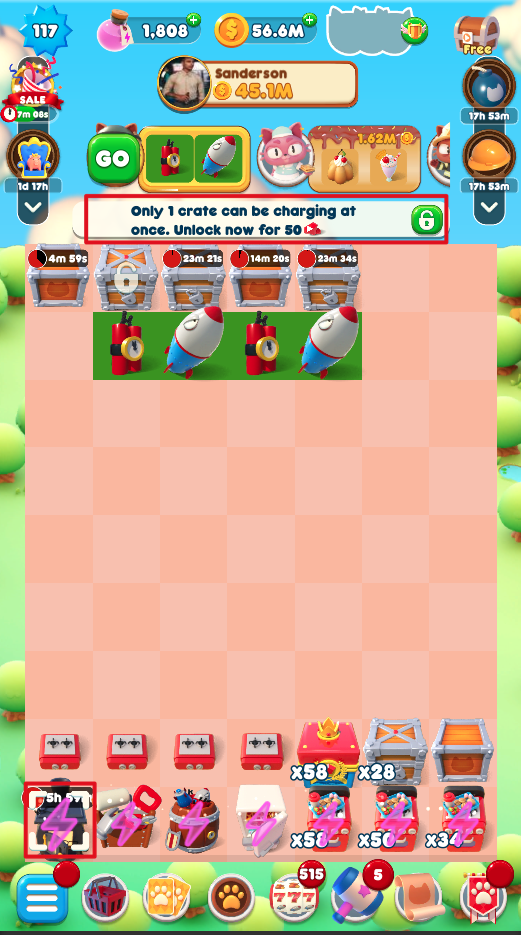 117
1,808
56.6M
Free
Sanderson
45.1M
SALE
7m 08s
17h 53m
GO
1.62M
1d 17h
17h 53m
Only 1 crate can be charging at
once. Unlock now for 50
4m 59s
23m 21s
14m 20s
23m 34s
x58
x28
x50
x34
515
777
5